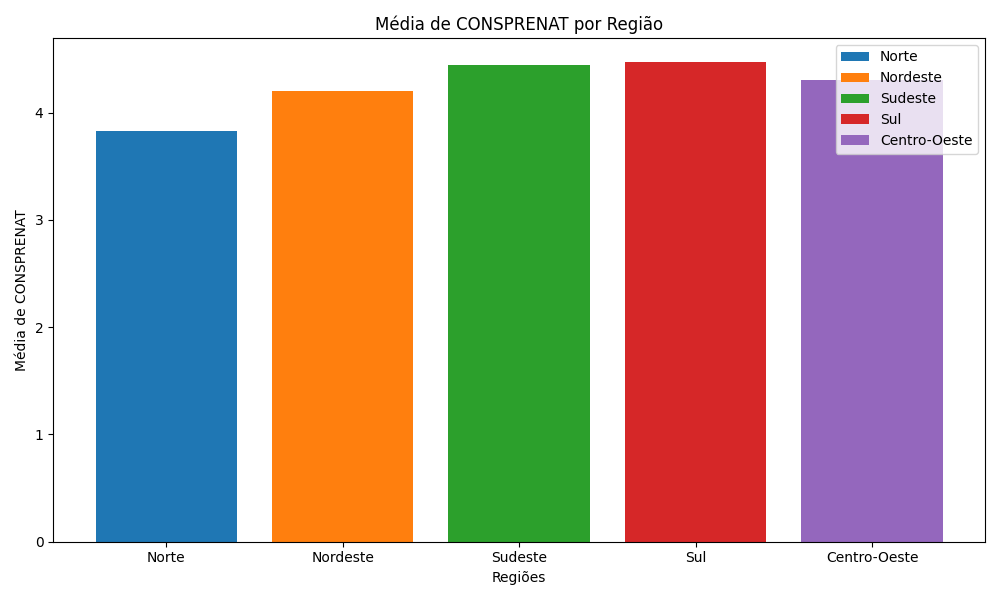 Média de CONSPRENAT por Região
Norte
Nordeste
Sudeste
Sul
Centro-Oeste
Média de CONSPRENAT
4
3
2
1
0
Norte
Nordeste
Sudeste
Sul
Centro-Oeste
Regiões